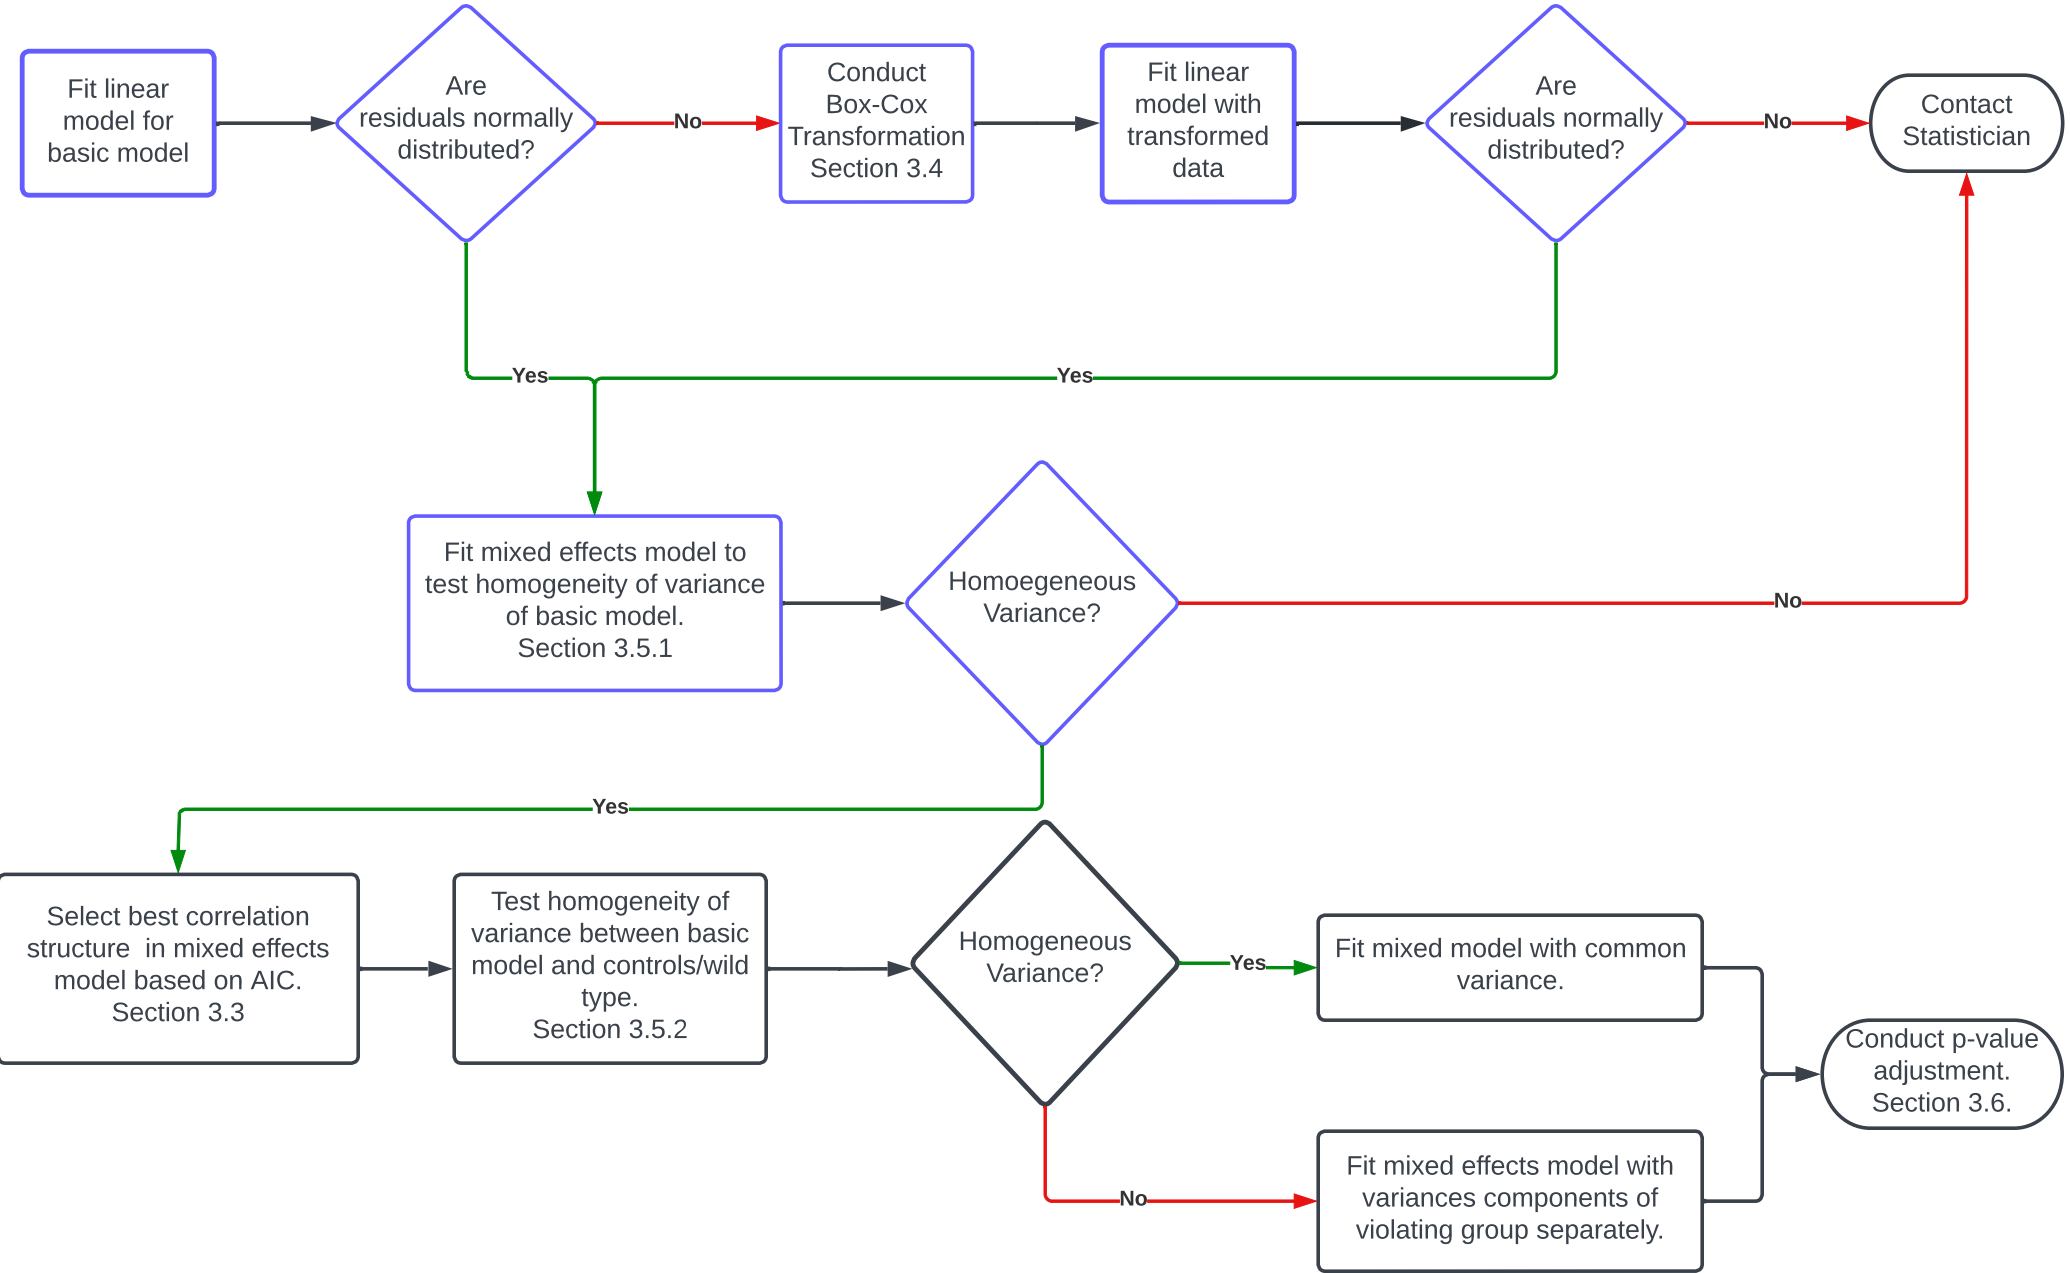 Fit linear
model for
basic model
Are
residuals normally
distributed?
No
Conduct
Box-Cox
Transformation
Section 3.4
Fit linear
model with
transformed
data
Are
residuals normally
distributed?
No
Contact
Statistician
Yes
Yes
Fit mixed effects model to
test homogeneity of variance
of basic model.
Section 3.5.1
Homoegeneous
Variance?
No
Yes
Select best correlation
structure  in mixed effects
model based on AIC.
Section 3.3
Test homogeneity of
variance between basic
model and controls/wild
type.
Section 3.5.2
Homogeneous
Variance?
Yes
Fit mixed model with common
variance.
No
Fit mixed effects model with
variances components of
violating group separately.
Conduct p-value
adjustment.
Section 3.6.